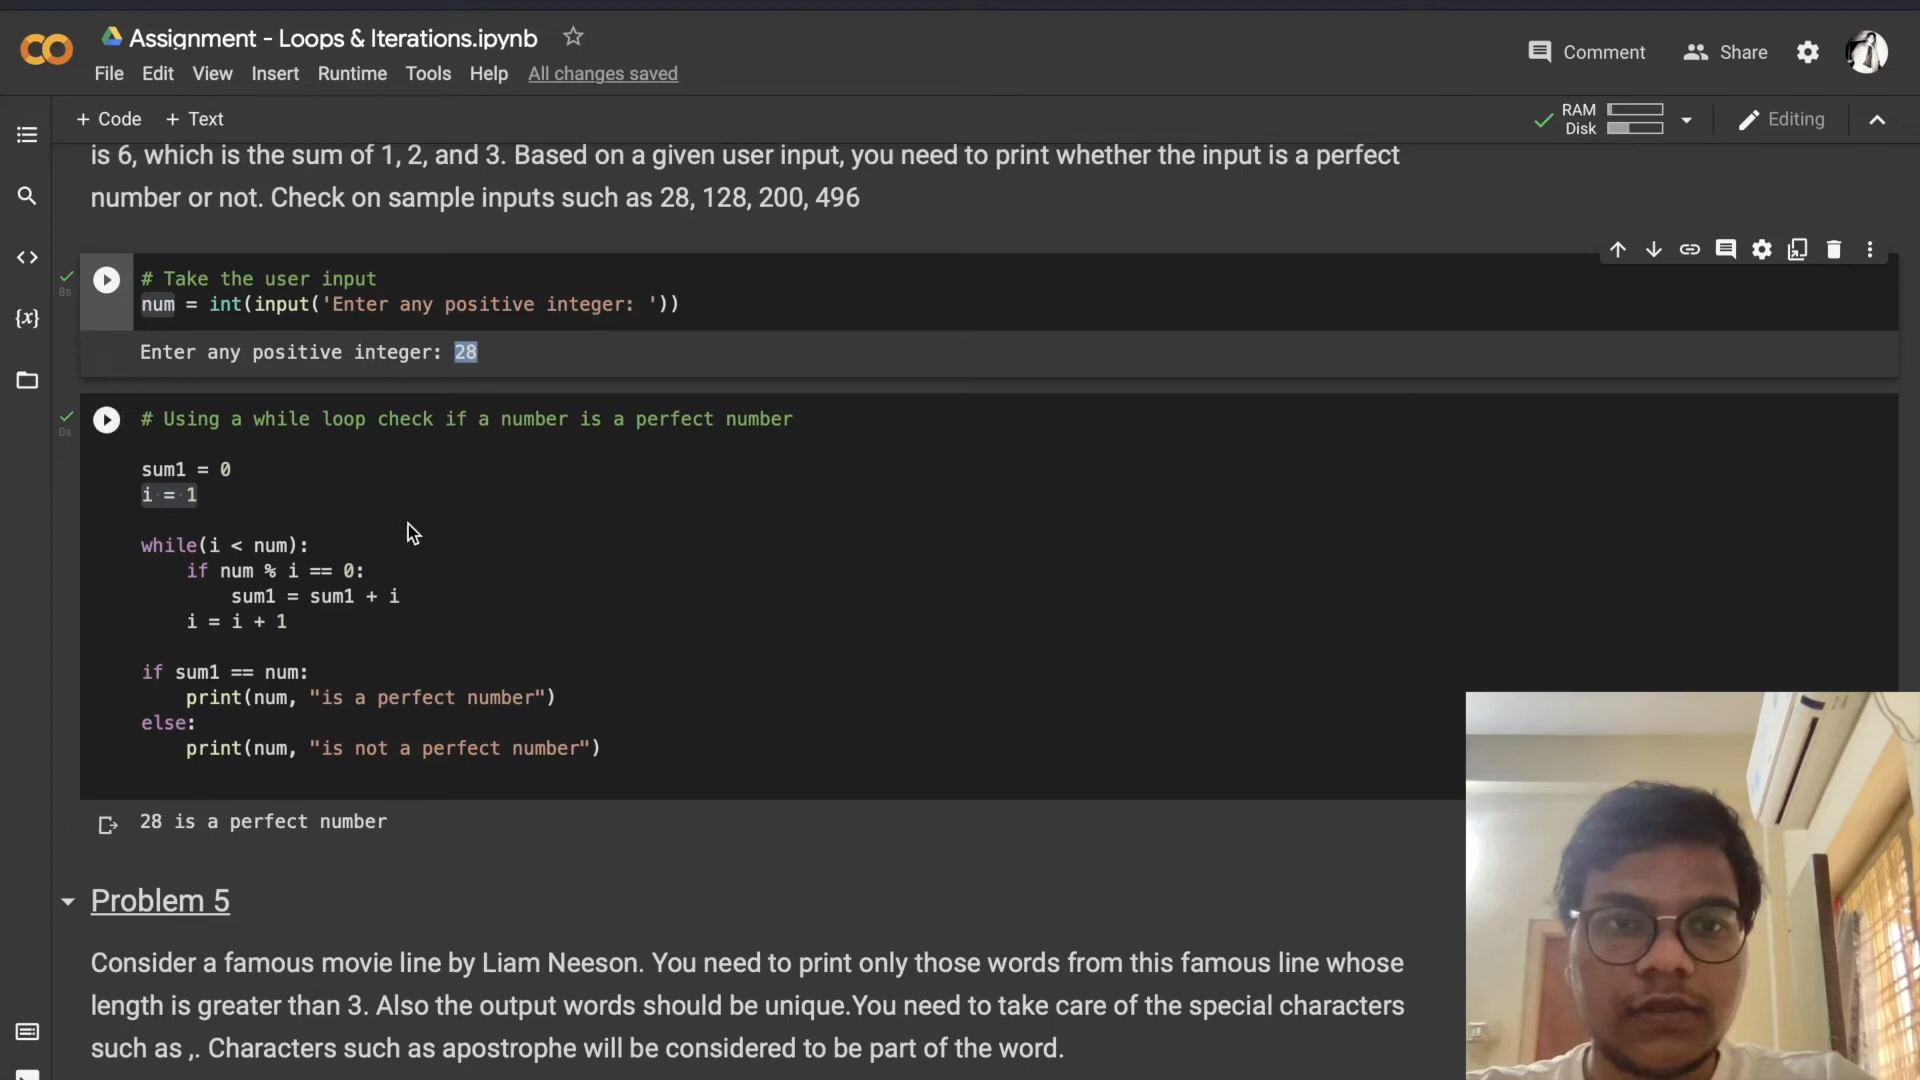 Assignment - Loops & Iterations.ipynb
Comment
Share
File Edit View Insert Runtime Tools Help All changes saved
+ Code + Text
RAM
Disk
Editing
is 6, which is the sum of 1, 2, and 3. Based on a given user input, you need to print whether the input is a perfect
number or not. Check on sample inputs such as 28, 128, 200, 496
8s
# Take the user input
num = int(input('Enter any positive integer: '))
Enter any positive integer: 28
0s
# Using a while loop check if a number is a perfect number
sum1 = 0
i = 1
while(i < num):
if num % i == 0:
sum1 = sum1 + i
i = i + 1
if sum1 == num:
print(num, "is a perfect number")
else:
print(num, "is not a perfect number")
28 is a perfect number
Problem 5
Consider a famous movie line by Liam Neeson. You need to print only those words from this famous line whose
length is greater than 3. Also the output words should be unique.You need to take care of the special characters
such as ,. Characters such as apostrophe will be considered to be part of the word.